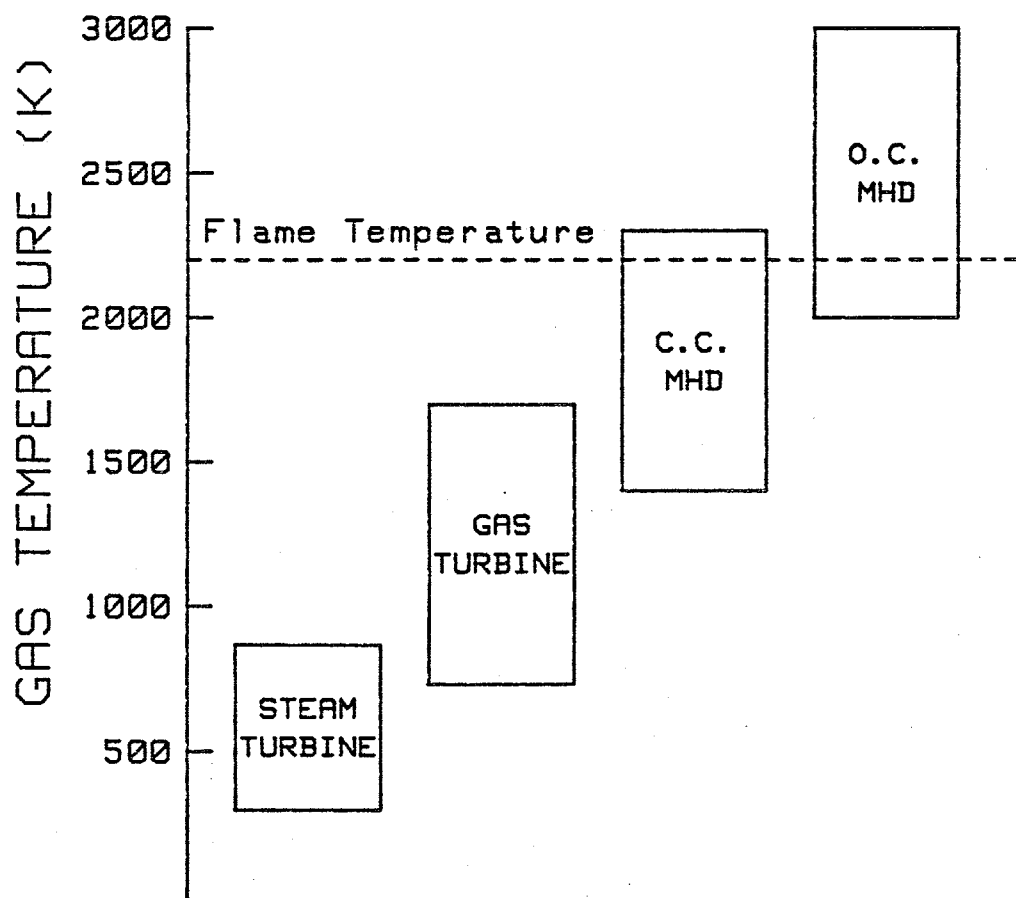 GAS TEMPERATURE (K)
3000
2500
2000
1500
1000
500
Flame Temperature
O.C.
MHD
C.C.
MHD
GAS
TURBINE
STEAM
TURBINE